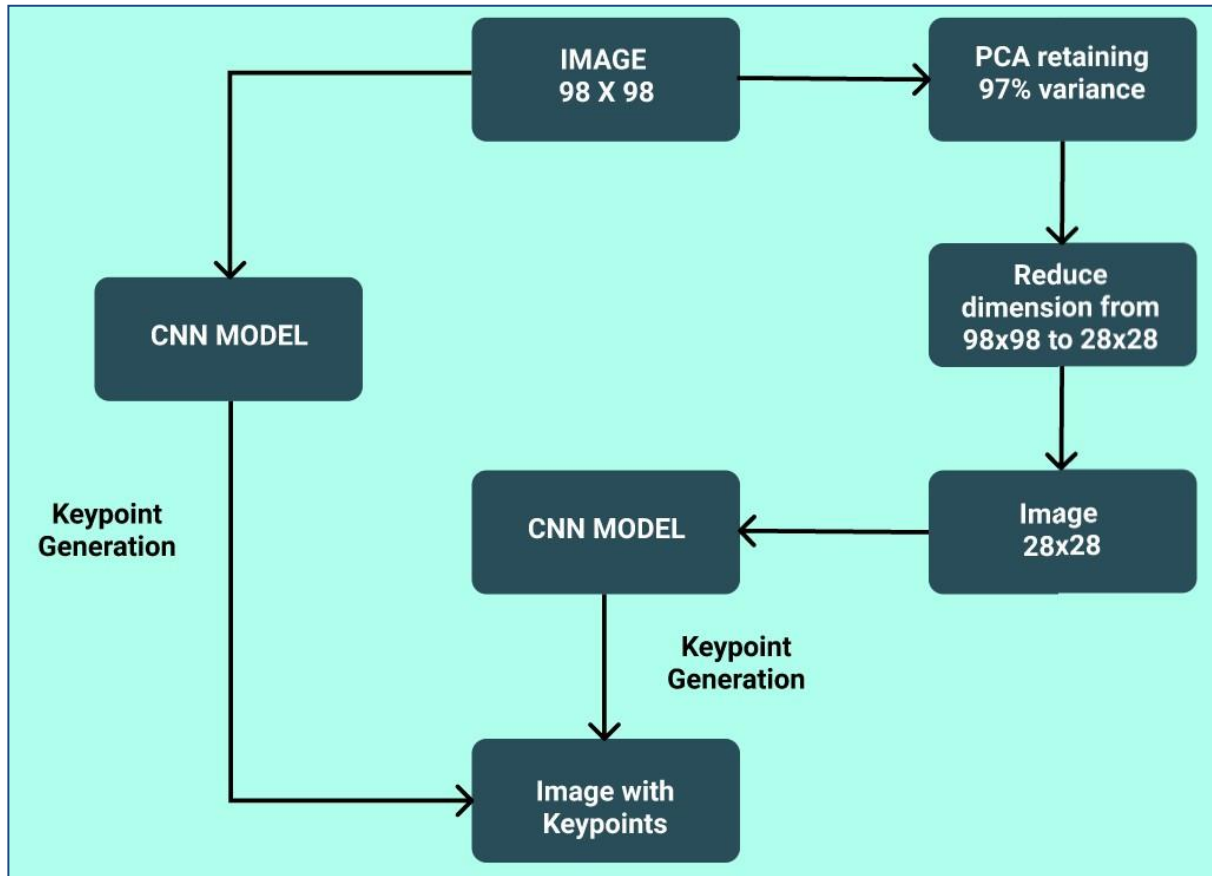 IMAGE
98 X 98
PCA retaining
97% variance
Reduce
dimension from
98x98 to 28x28
CNN MODEL
Keypoint
Generation
CNN MODEL
Image
28x28
Keypoint
Generation
Image with
Keypoints